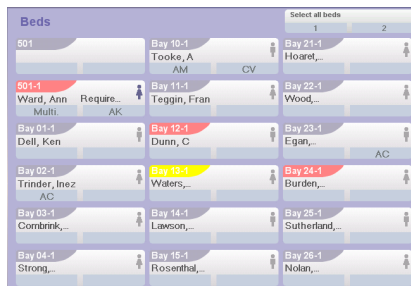 Beds
Select all beds
1 2
501
Bay 10-1
Tooke, A
AM CV
Bay 21-1
Hoaret,...
501-1
Ward, Ann Require...
Multi AK
Bay 11-1
Teggin, Fran
Bay 22-1
Wood,...
Bay 01-1
Dell, Ken
Bay 12-1
Dunn, C
Bay 23-1
Egan,...
AC
Bay 02-1
Trinder, Inez
AC
Bay 13-1
Waters,...
Bay 24-1
Burden,...
Bay 03-1
Combrink,...
Bay 14-1
Lawson,...
Bay 25-1
Sutherland,...
Bay 04-1
Strong,...
Bay 15-1
Rosenthal,...
Bay 26-1
Nolan,...